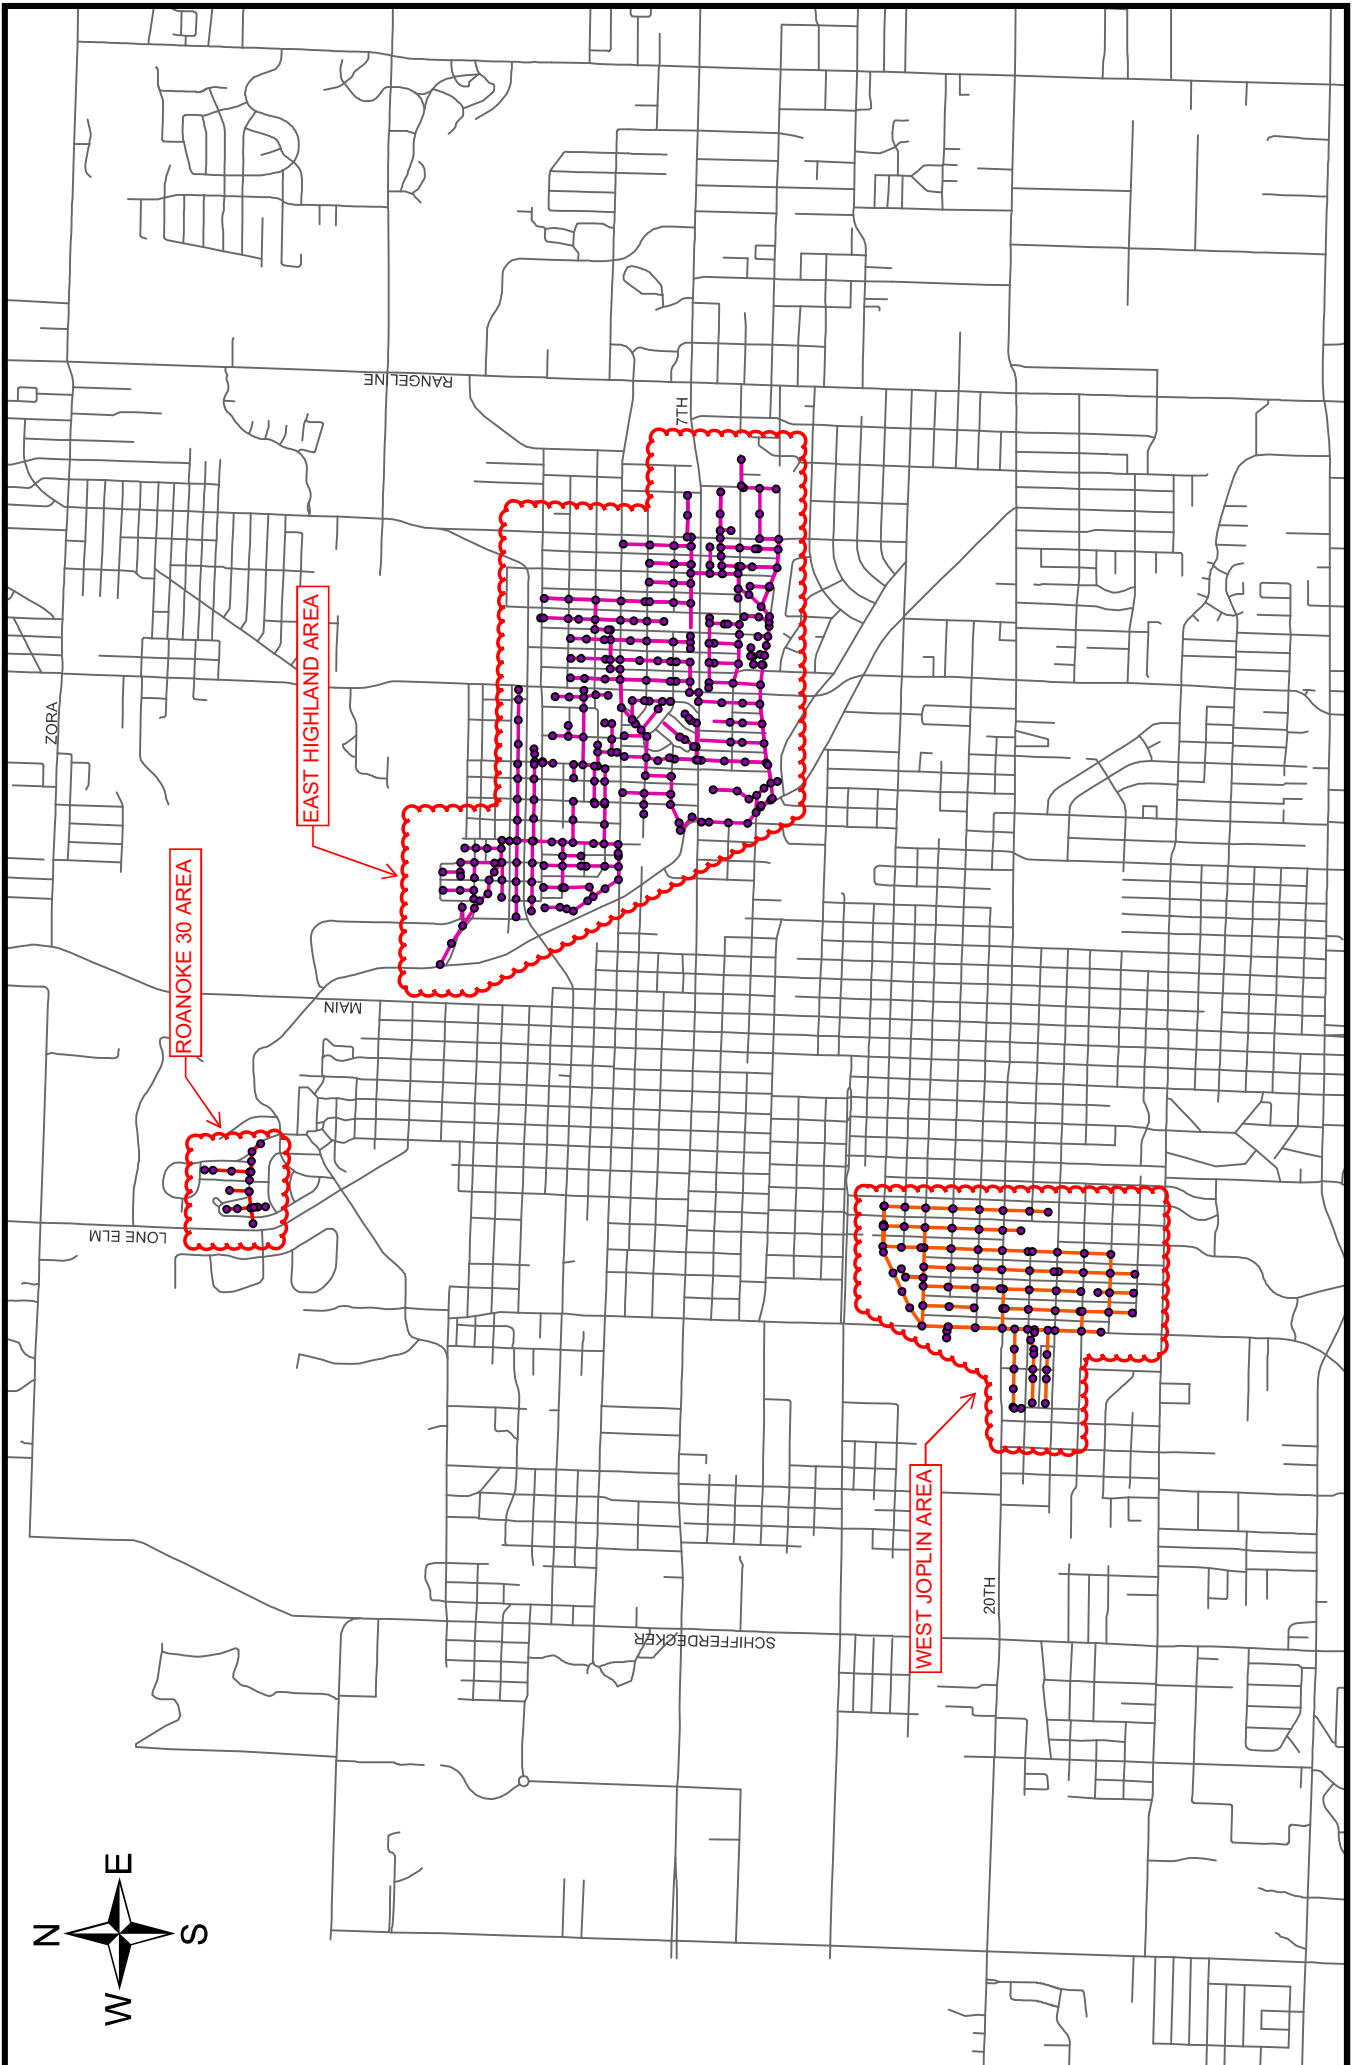 RANGELINE
7TH
ZORA
EAST HIGHLAND AREA
ROANOKE 30 AREA
MAIN
LONE ELM
WEST JOPLIN AREA
20TH
SCHIFFERDECKER
N
E
S
W